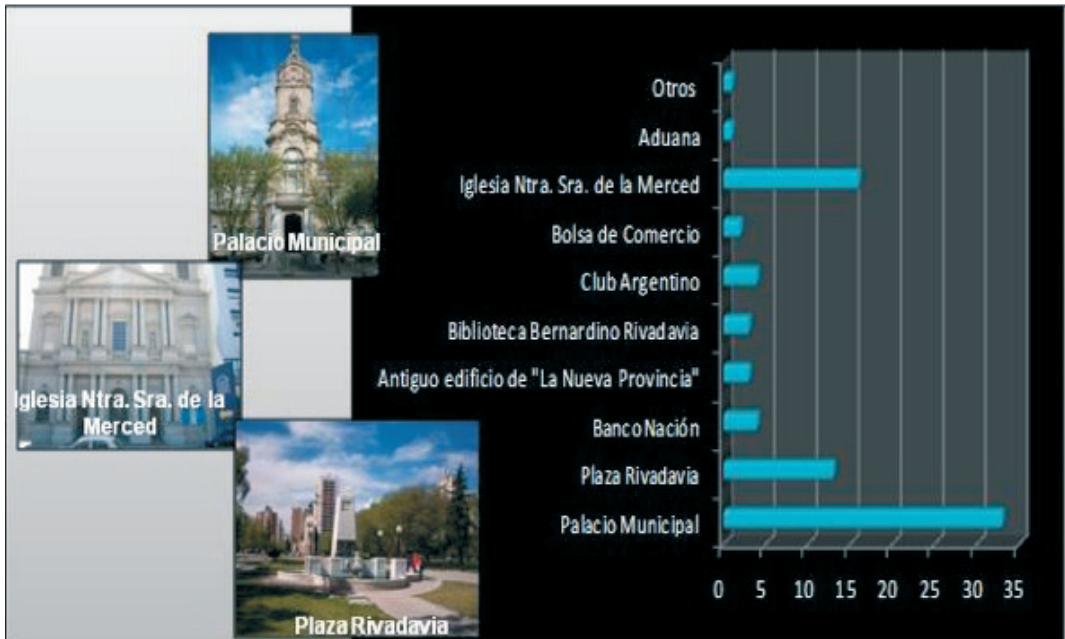 Palacio Municipal
Iglesia Ntra. Sra. de la
Merced
Plaza Rivadavia
Otros
Aduana
Iglesia Ntra. Sra. de la Merced
Bolsa de Comercio
Club Argentino
Biblioteca Bernardino Rivadavia
Antiguo edificio de "La Nueva Provincia"
Banco Nación
Plaza Rivadavia
Palacio Municipal
0 5 10 15 20 25 30 35